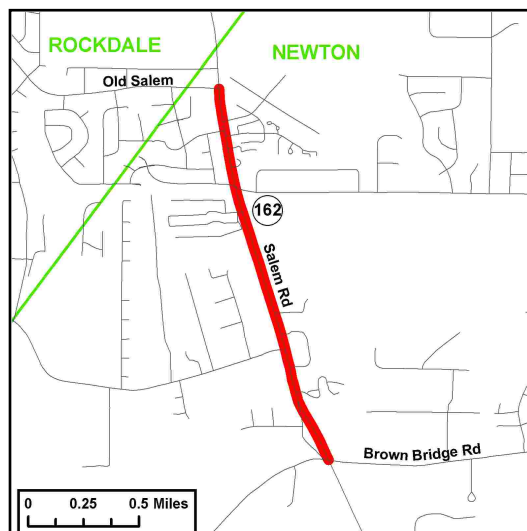 ROCKDALE NEWTON
Old Salem
162
Salem Rd
Brown Bridge Rd
0 0.25 0.5 Miles